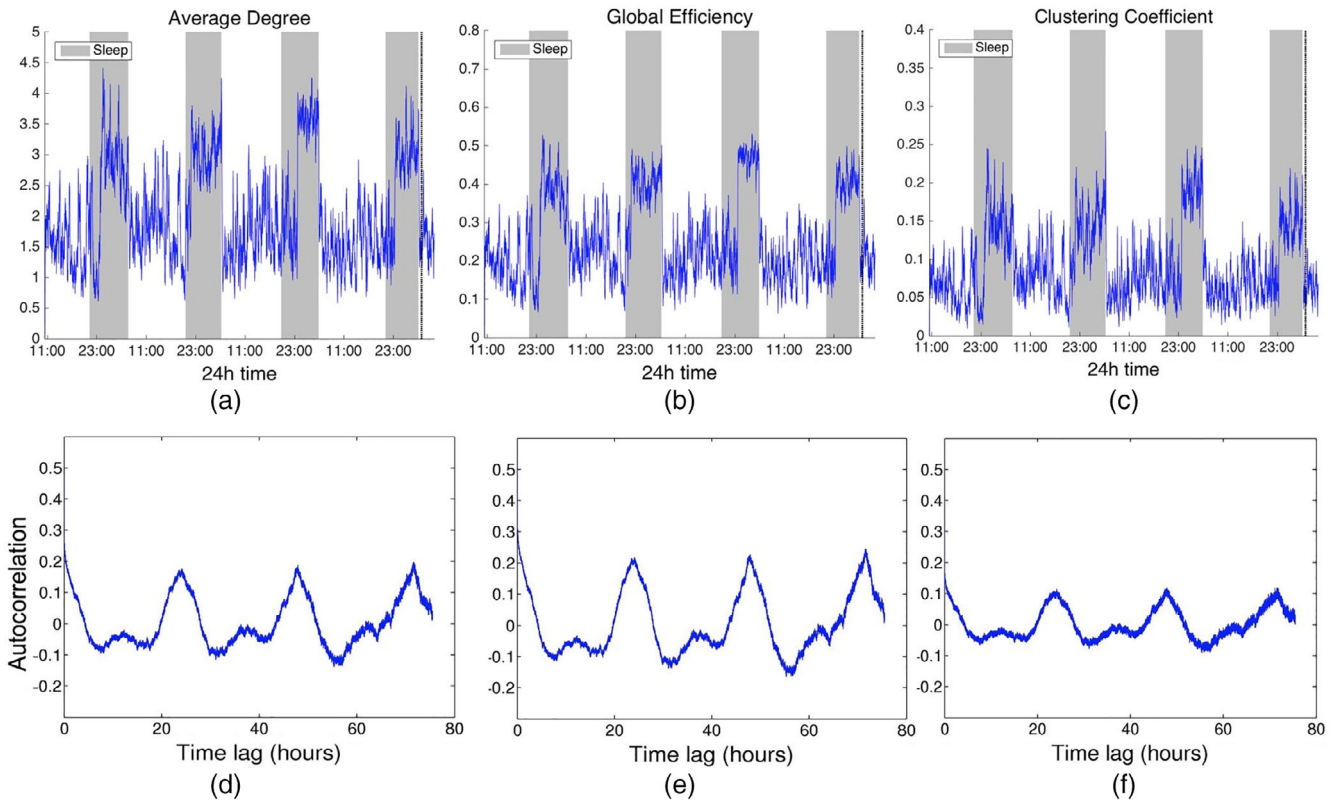 Average Degree
Sleep
5
4.5
4
3.5
3
2.5
2
1.5
1
0.5
0
11:00 23:00 11:00 23:00 11:00 23:00 11:00 23:00
24h time
(a)
Global Efficiency
Sleep
0.8
0.7
0.6
0.5
0.4
0.3
0.2
0.1
0
11:00 23:00 11:00 23:00 11:00 23:00 11:00 23:00
24h time
(b)
Clustering Coefficient
Sleep
0.4
0.35
0.3
0.25
0.2
0.15
0.1
0.05
0
11:00 23:00 11:00 23:00 11:00 23:00 11:00 23:00
24h time
(c)
Autocorrelation
0.5
0.4
0.3
0.2
0.1
0
-0.1
-0.2
0 20 40 60 80
Time lag (hours)
(d)
0.5
0.4
0.3
0.2
0.1
0
-0.1
-0.2
0 20 40 60 80
Time lag (hours)
(e)
0.5
0.4
0.3
0.2
0.1
0
-0.1
-0.2
0 20 40 60 80
Time lag (hours)
(f)